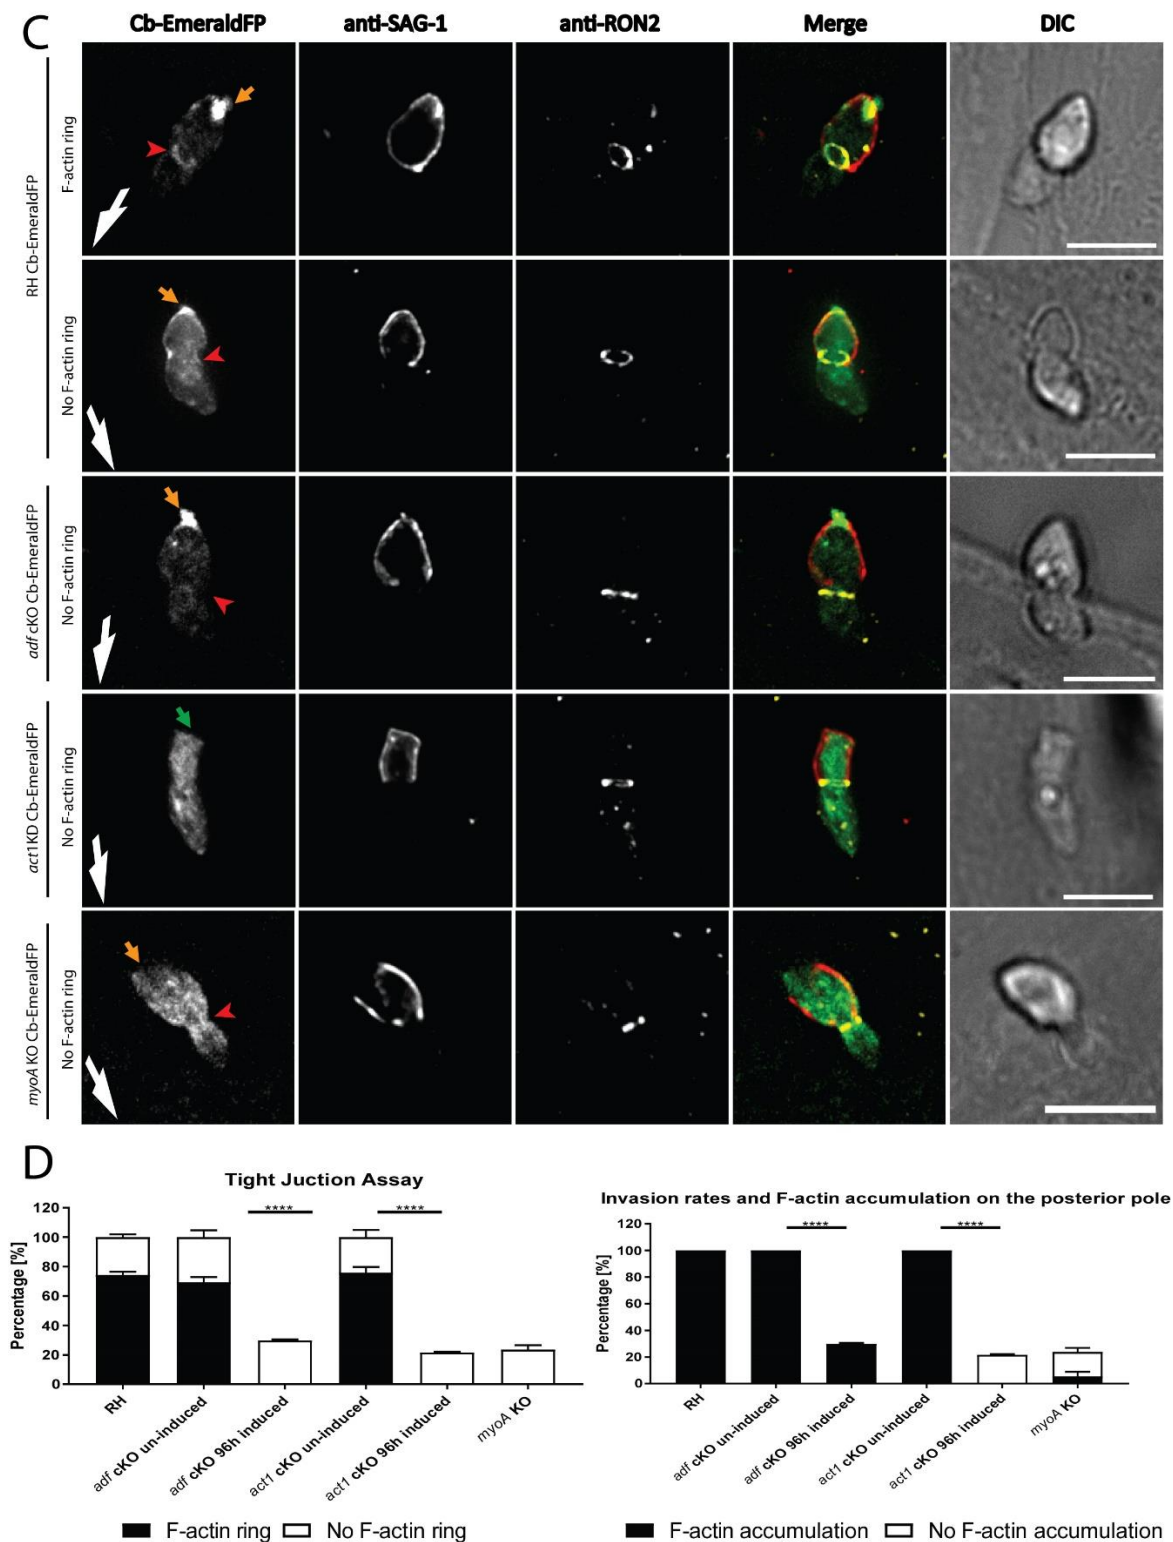 C
Cb-EmeraldFP
anti-SAG-1
anti-RON2
Merge
DIC
RH Cb-EmeraldFP
F-actin ring
No F-actin ring
adf cKO Cb-EmeraldFP
No F-actin ring
act1KD Cb-EmeraldFP
No F-actin ring
myoA KO Cb-EmeraldFP
No F-actin ring
D
Tight Juction Assay
Percentage [%]
120
100
80
60
40
20
0
****
****
RH
adf cKO un-induced
adf cKO 96h induced
act1 cKO un-induced
act1 cKO 96h induced
myoA KO
F-actin ring
No F-actin ring
Invasion rates and F-actin accumulation on the posterior pole
Percentage [%]
120
100
80
60
40
20
0
****
****
RH
adf cKO un-induced
adf cKO 96h induced
act1 cKO un-induced
act1 cKO 96h induced
myoA KO
F-actin accumulation
No F-actin accumulation